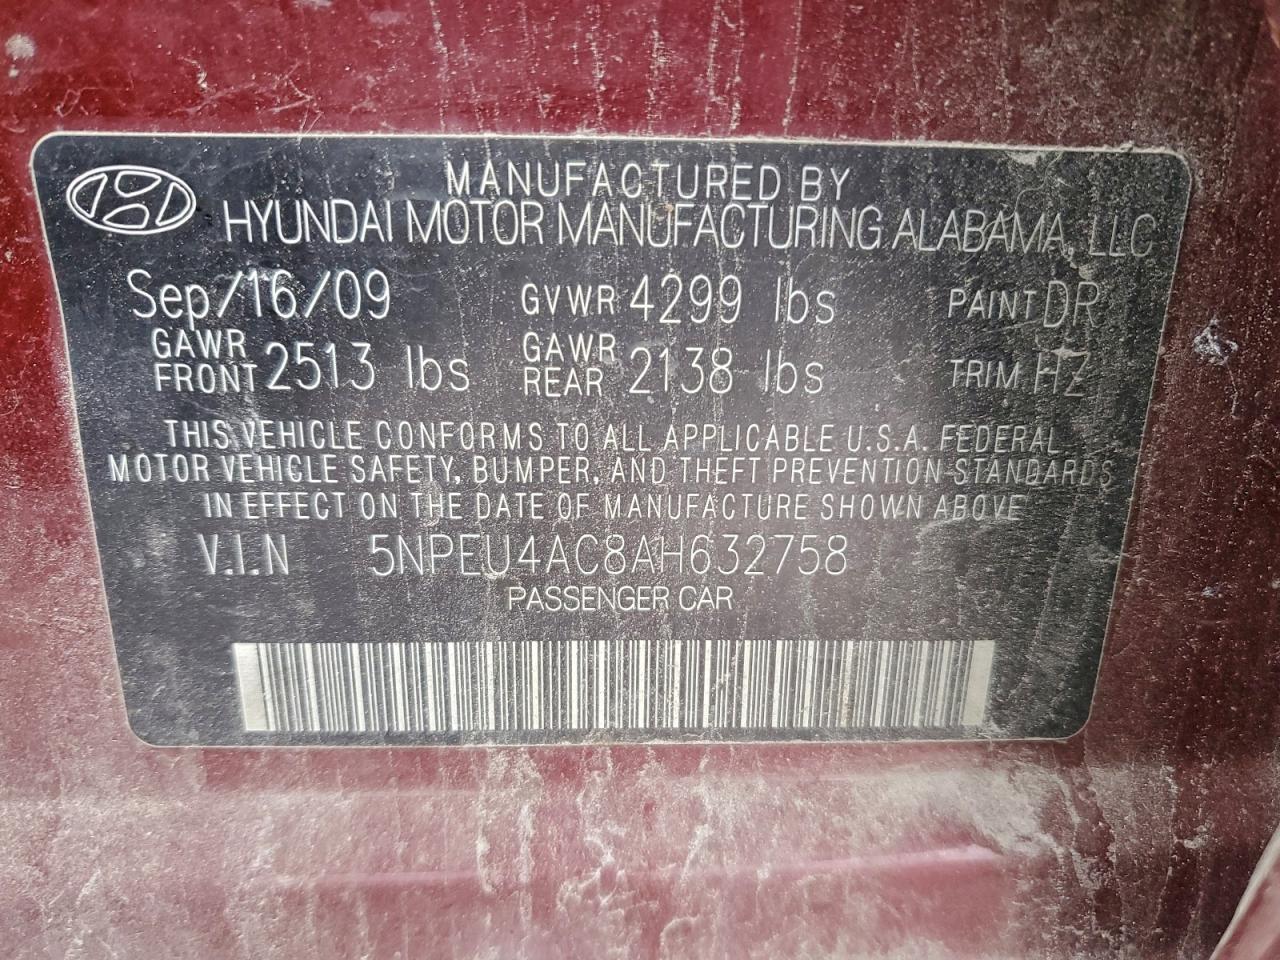 MANUFACTURED BY
HYUNDAI MOTOR MANUFACTURING ALABAMA, LLC
Sep/16/09 GVWR 4299 lbs PAINT DR
GAWR FRONT 2513 lbs GAWR REAR 2138 lbs TRIM HZ
THIS VEHICLE CONFORMS TO ALL APPLICABLE U.S.A. FEDERAL
MOTOR VEHICLE SAFETY, BUMPER, AND THEFT PREVENTION STANDARDS
IN EFFECT ON THE DATE OF MANUFACTURE SHOWN ABOVE
V.I.N 5NPEU4AC8AH632758
PASSENGER CAR